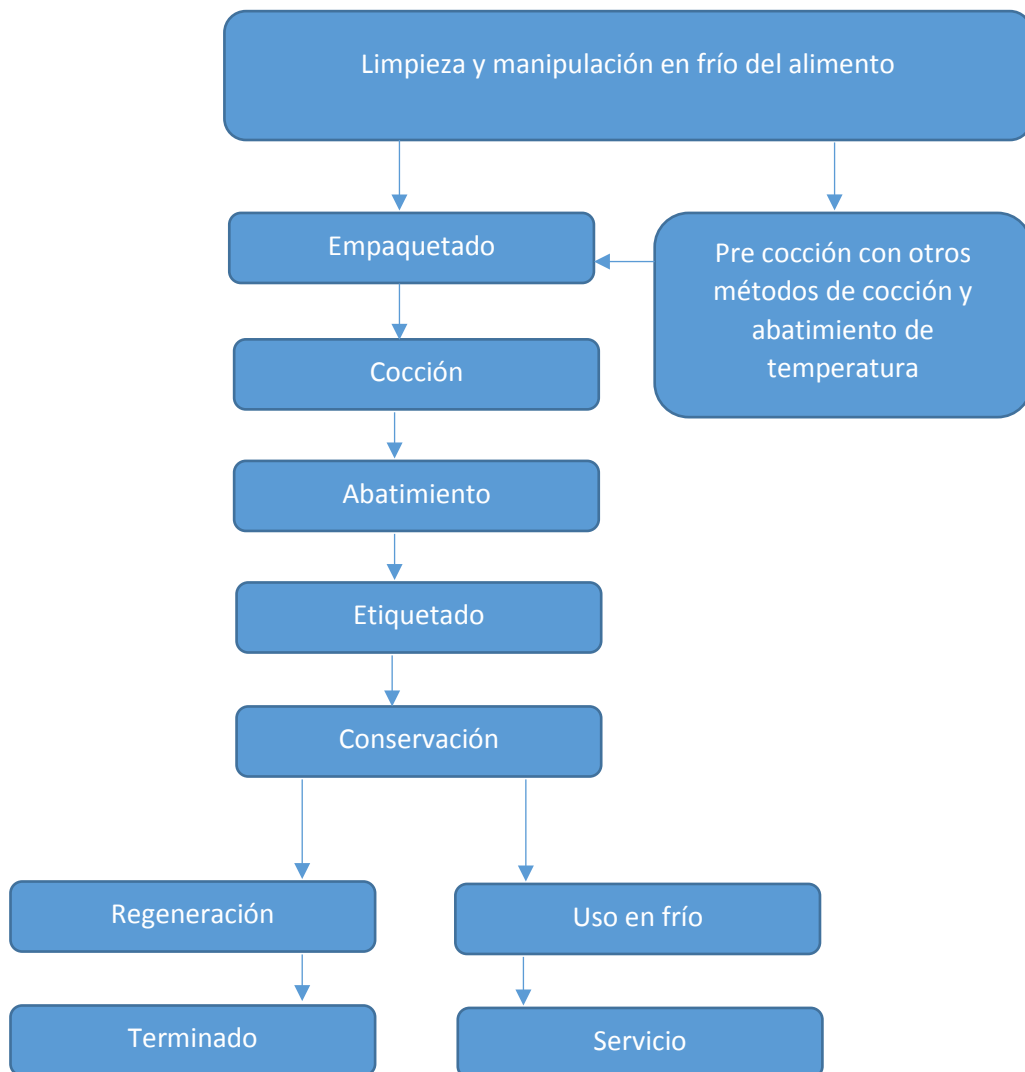 Limpieza y manipulación en frío del alimento
Empaquetado
Pre cocción con otros
métodos de cocción y
abatimiento de
temperatura
Cocción
Abatimiento
Etiquetado
Conservación
Regeneración
Uso en frío
Terminado
Servicio